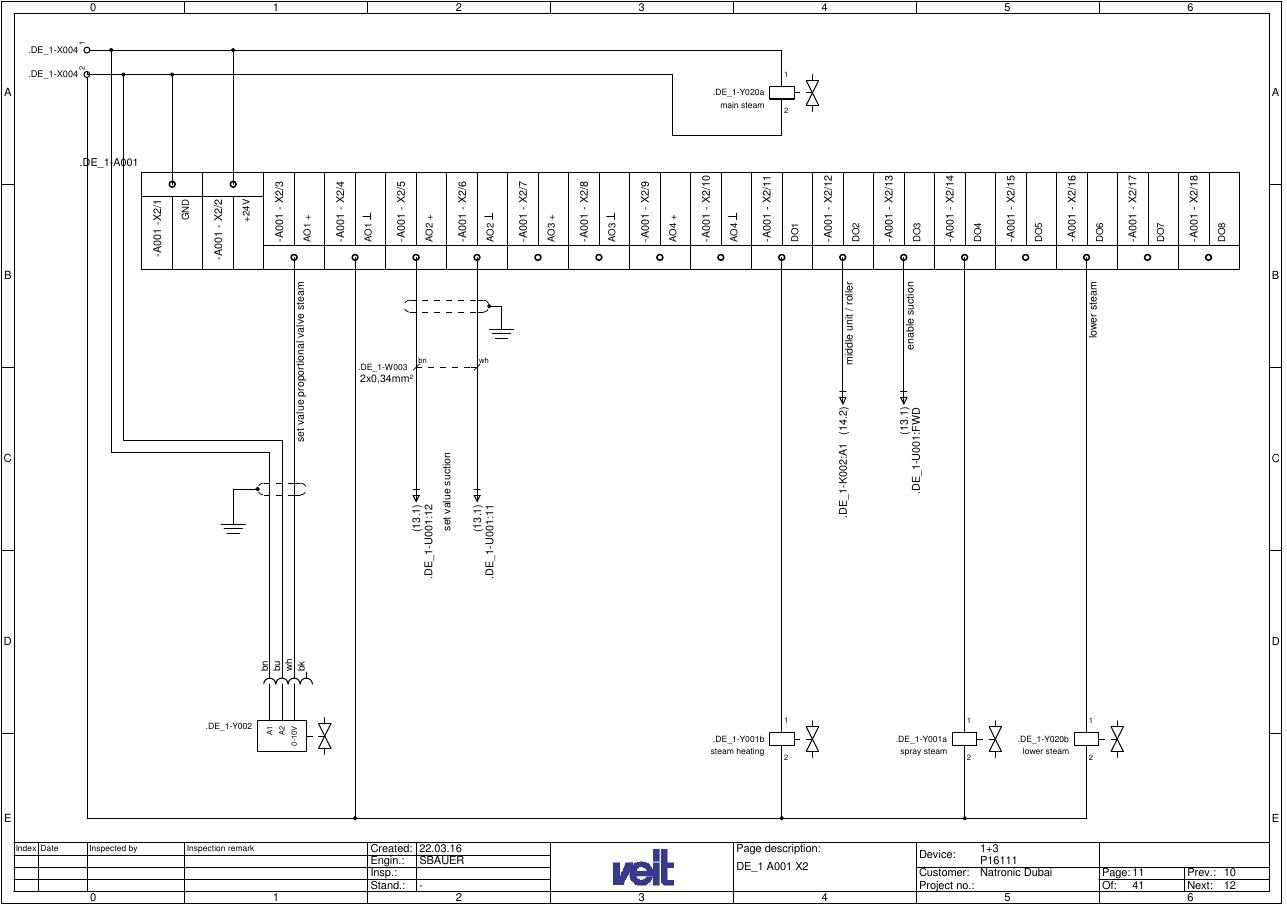 0 1 2 3 4 5 6
.DE_1-X004 1
.DE_1-X004 2
A A
.DE_1-Y020a 1
main steam
2
.DE_1-A001
-A001 - X2/1 GND
-A001 - X2/2 +24V
-A001 - X2/3 AO1 +
-A001 - X2/4 AO1 ⊥
-A001 - X2/5 AO2 +
-A001 - X2/6 AO2 ⊥
-A001 - X2/7 AO3 +
-A001 - X2/8 AO3 ⊥
-A001 - X2/9 AO4 +
-A001 - X2/10 AO4 ⊥
-A001 - X2/11 DO1
-A001 - X2/12 DO2
-A001 - X2/13 DO3
-A001 - X2/14 DO4
-A001 - X2/15 DO5
-A001 - X2/16 DO6
-A001 - X2/17 DO7
-A001 - X2/18 DO8
B B
set value proportional valve steam
middle unit / roller
enable suction
lower steam
.DE_1-W003 bn wh
2x0,34mm²
(14.2)
.DE_1-K002:A1
(13.1)
.DE_1-U001:FWD
C C
set value suction
(13.1)
.DE_1-U001:12
(13.1)
.DE_1-U001:11
D D
bn bu wh bk
.DE_1-Y002 A1 A2 0-10V
1
.DE_1-Y001b
steam heating
2
1
.DE_1-Y001a
spray steam
2
1
.DE_1-Y020b
lower steam
2
E E
Index Date Inspected by Inspection remark
Created: 22.03.16
Engin.: SBAUER
Insp.:
Stand.: -
veit
Page description:
DE_1 A001 X2
Device: 1+3
P16111
Customer: Natronic Dubai
Project no.:
Page: 11 Prev.: 10
Of: 41 Next: 12
0 1 2 3 4 5 6